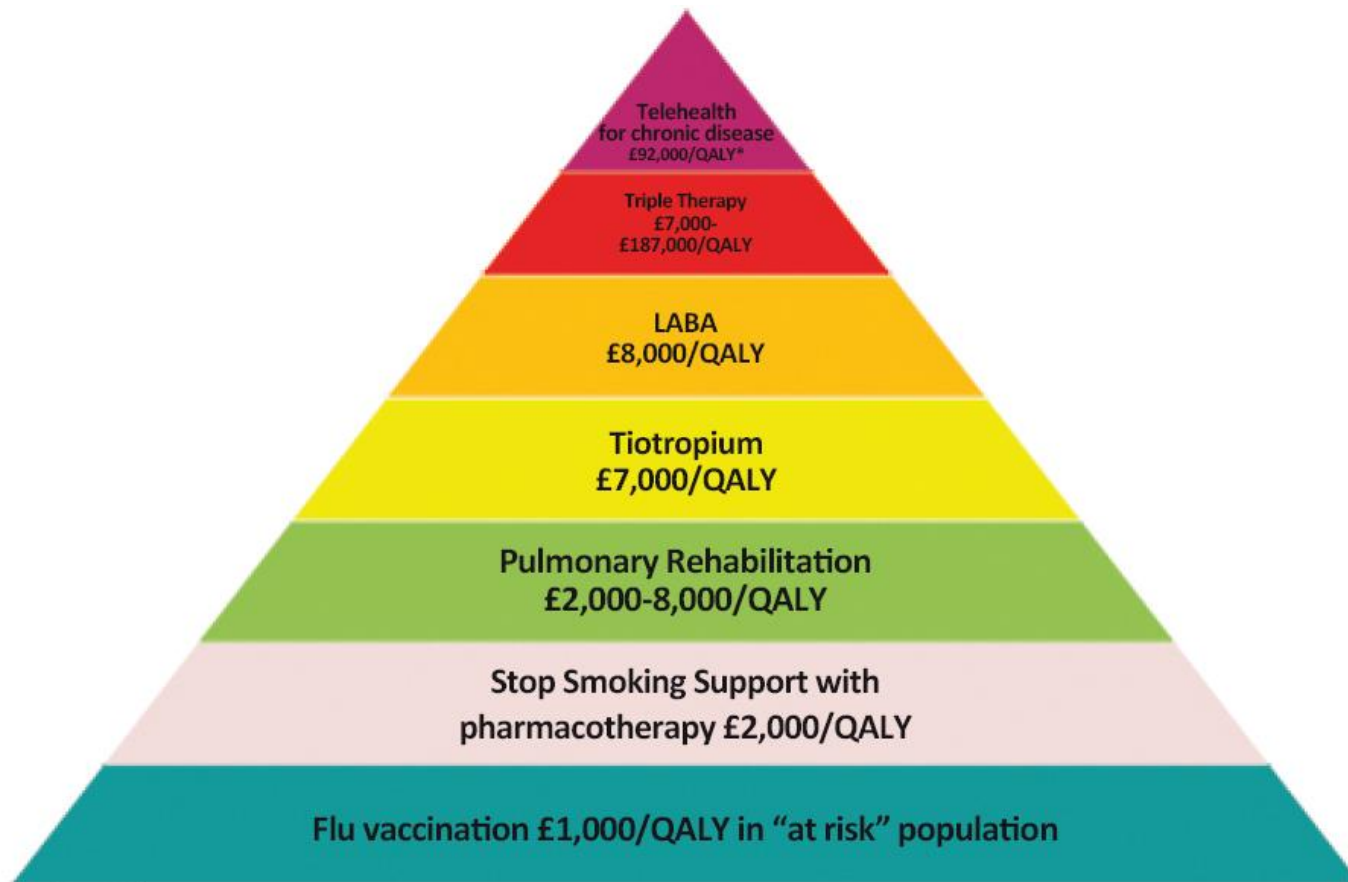 Telehealth
for chronic disease
£92,000/QALY*
Triple Therapy
£7,000-
£187,000/QALY
LABA
£8,000/QALY
Tiotropium
£7,000/QALY
Pulmonary Rehabilitation
£2,000-8,000/QALY
Stop Smoking Support with
pharmacotherapy £2,000/QALY
Flu vaccination £1,000/QALY in “at risk” population